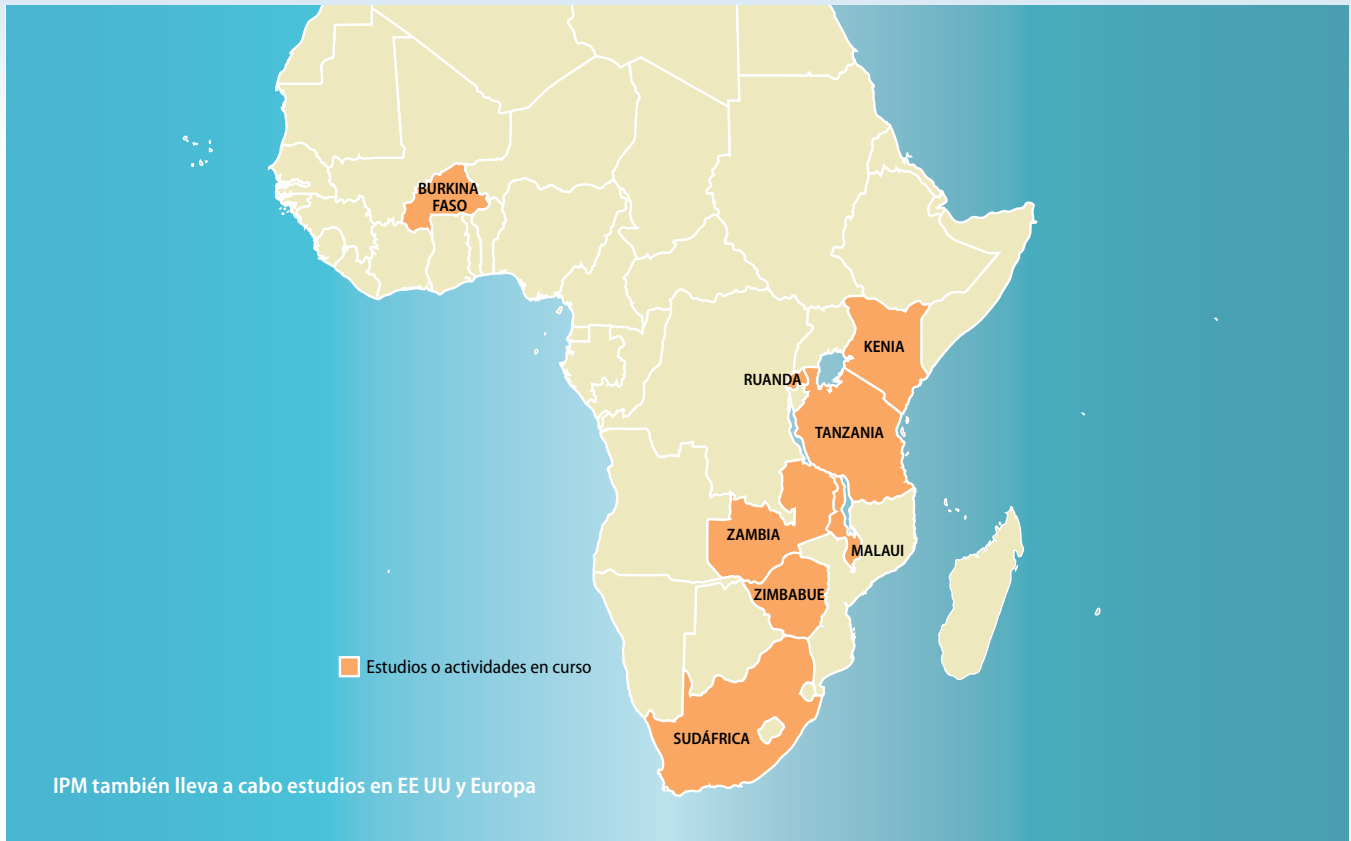 BURKINA
FASO
KENIA
RUANDA
TANZANIA
ZAMBIA
MALAUI
ZIMBABUE
Estudios o actividades en curso
SUDÁFRICA
IPM también lleva a cabo estudios en EE UU y Europa